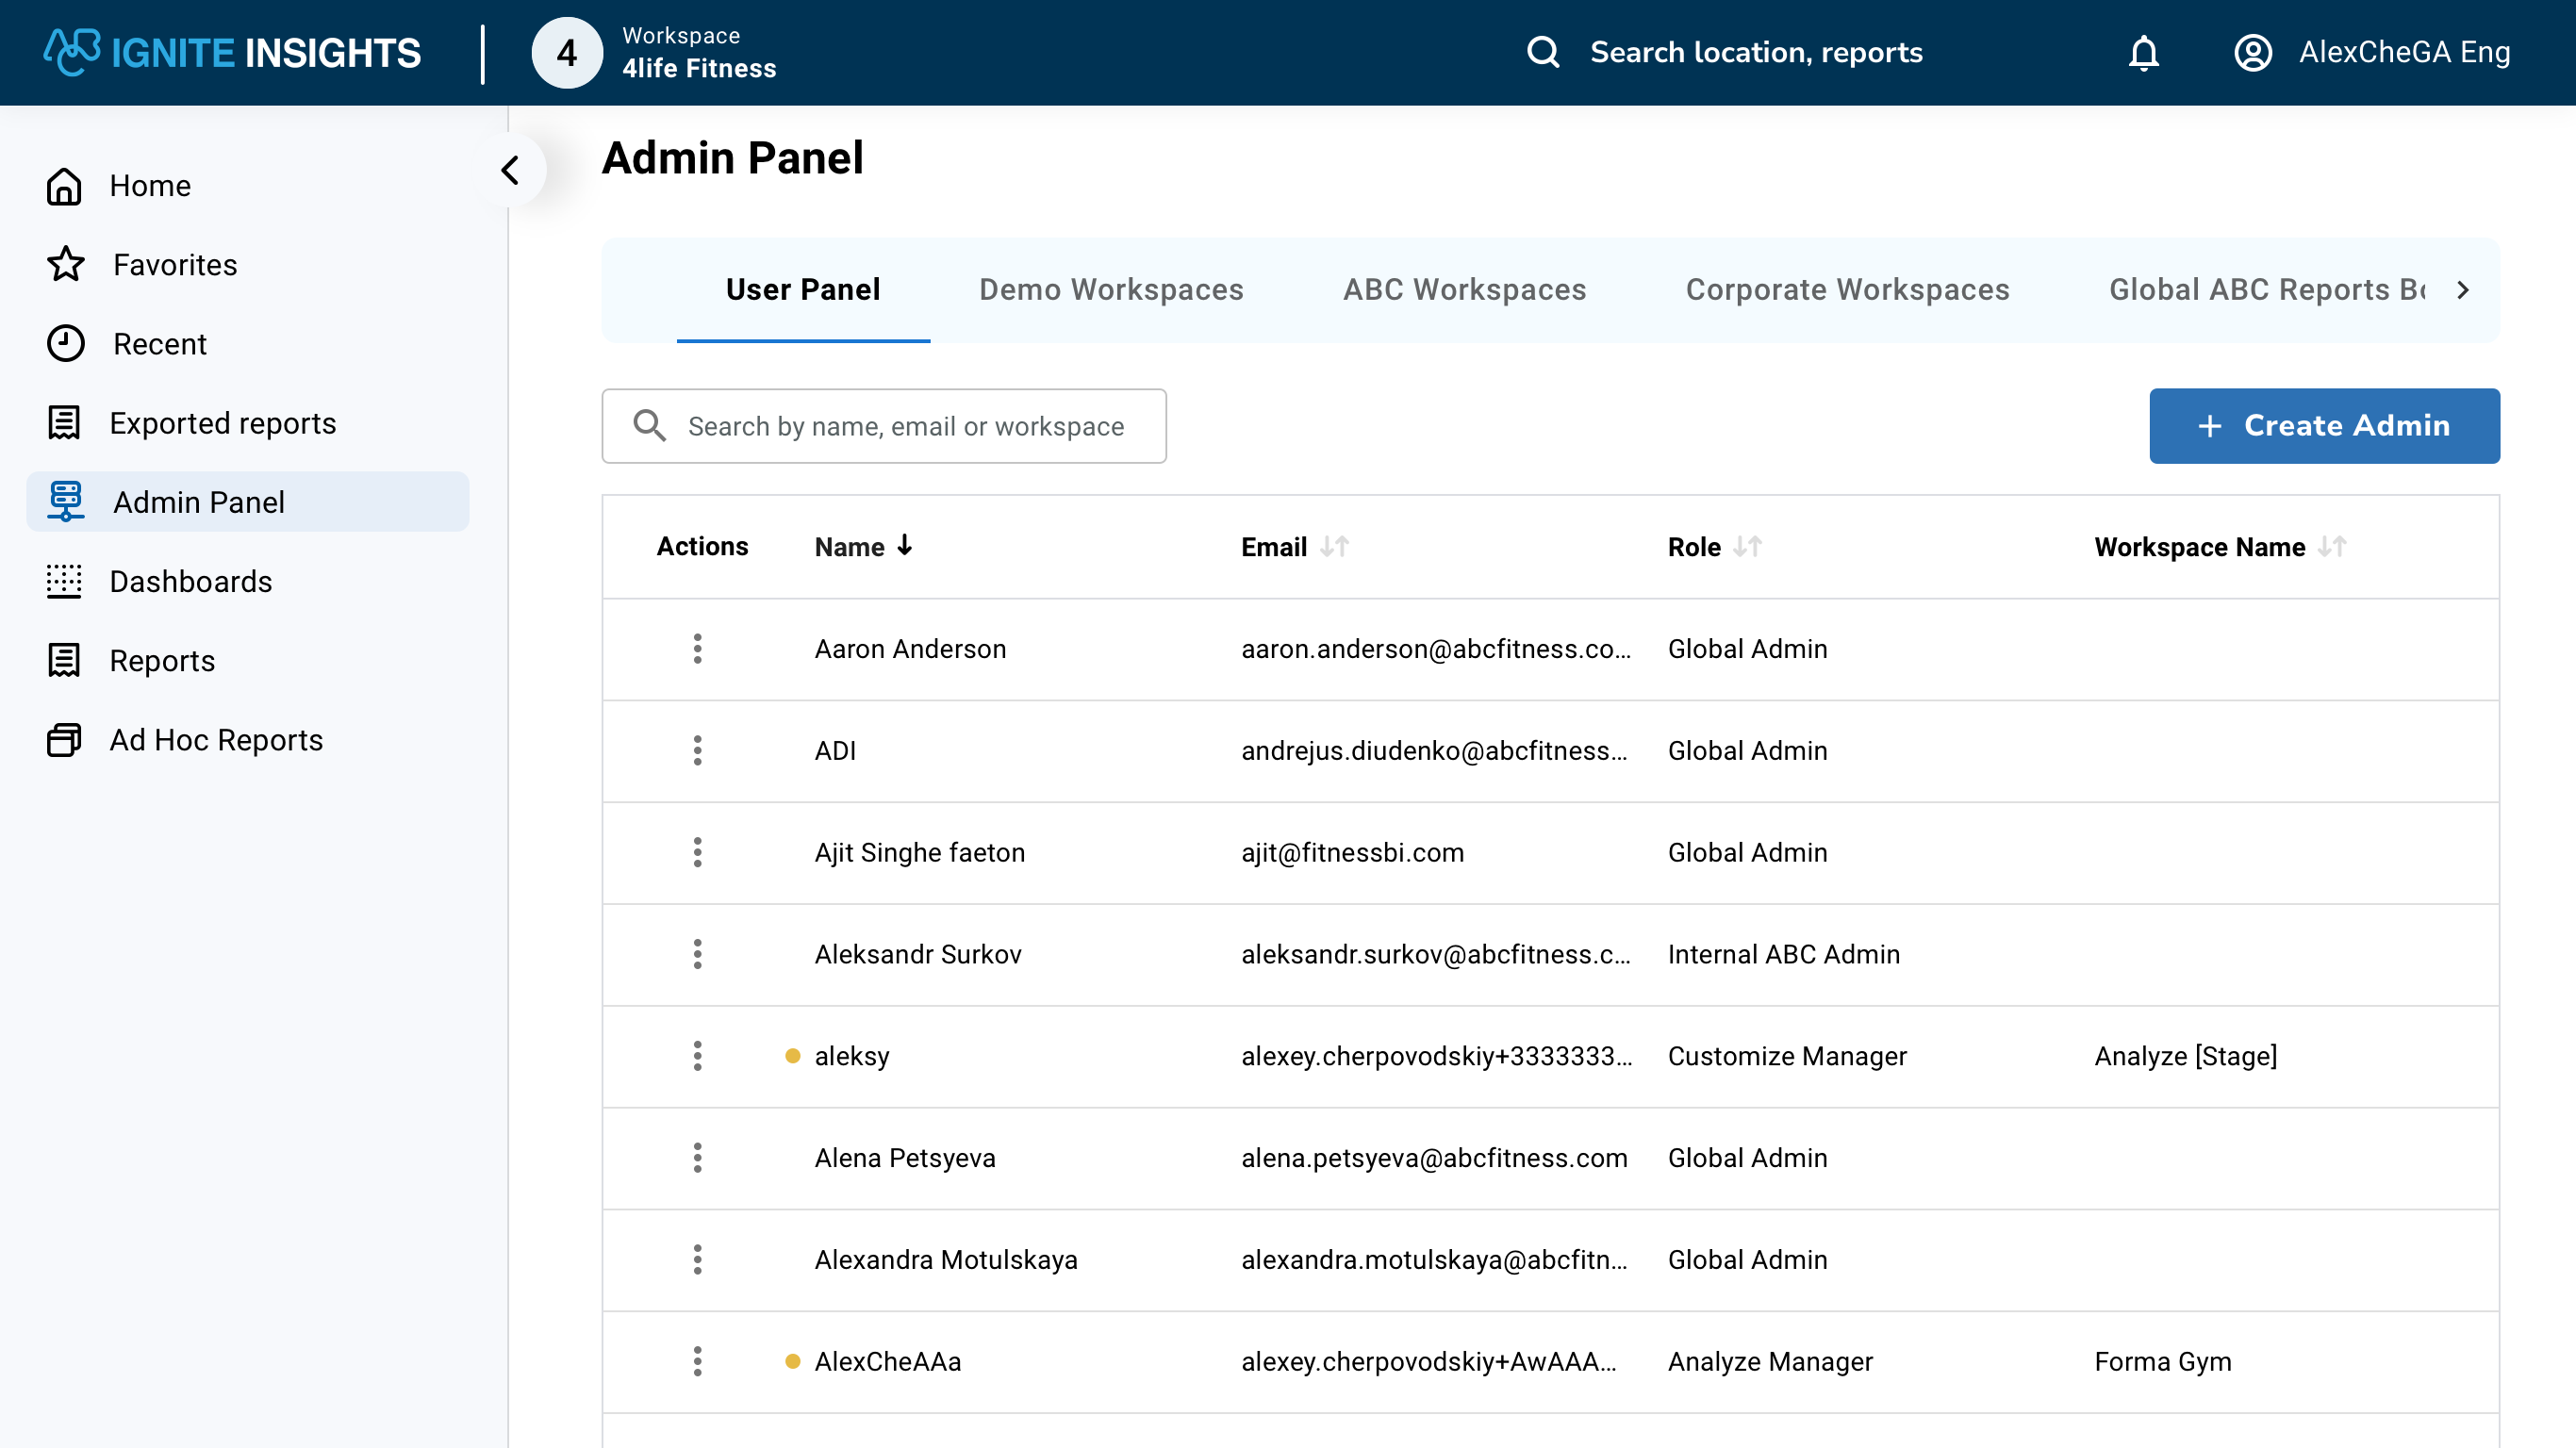 ABC IGNITE INSIGHTS
4
Workspace
4life Fitness
Search location, reports
AlexCheGA Eng
Home
Favorites
Recent
Exported reports
Admin Panel
Dashboards
Reports
Ad Hoc Reports
Admin Panel
User Panel
Demo Workspaces
ABC Workspaces
Corporate Workspaces
Global ABC Reports
Search by name, email or workspace
+ Create Admin
Actions Name Email Role Workspace Name
Aaron Anderson aaron.anderson@abcfitness.co... Global Admin
ADI andrejus.diudenko@abcfitness... Global Admin
Ajit Singhe faeton ajit@fitnessbi.com Global Admin
Aleksandr Surkov aleksandr.surkov@abcfitness.c... Internal ABC Admin
aleksy alexey.cherpovodskiy+3333333... Customize Manager Analyze [Stage]
Alena Petsyeva alena.petsyeva@abcfitness.com Global Admin
Alexandra Motulskaya alexandra.motulskaya@abcfitn... Global Admin
AlexCheAAa alexey.cherpovodskiy+AwAAA... Analyze Manager Forma Gym